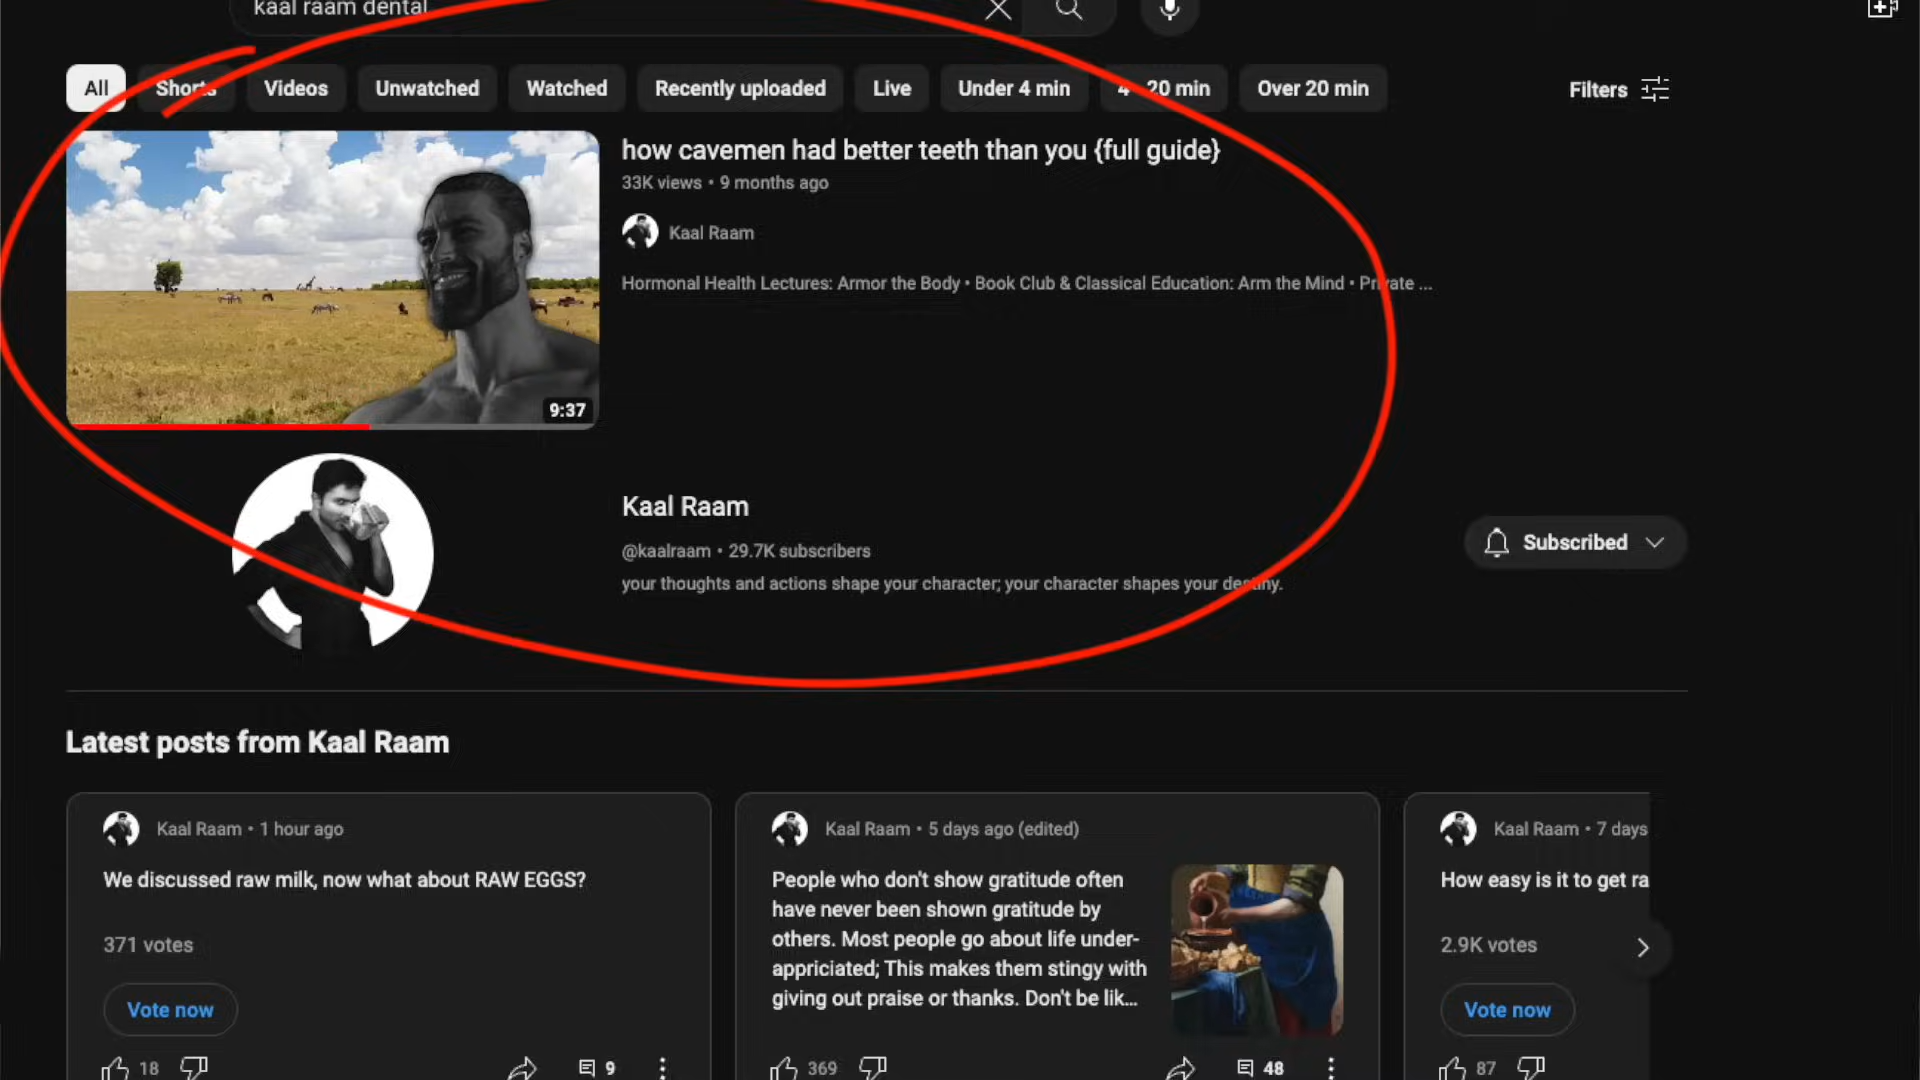 kaal raam dental
All Shorts Videos Unwatched Watched Recently uploaded Live Under 4 min 4 - 20 min Over 20 min Filters
how cavemen had better teeth than you {full guide}
33K views • 9 months ago
Kaal Raam
Hormonal Health Lectures: Armor the Body • Book Club & Classical Education: Arm the Mind • Private ...
9:37
Kaal Raam
@kaalraam • 29.7K subscribers
your thoughts and actions shape your character; your character shapes your destiny.
Subscribed
Latest posts from Kaal Raam
Kaal Raam • 1 hour ago
We discussed raw milk, now what about RAW EGGS?
371 votes
Vote now
18 9
Kaal Raam • 5 days ago (edited)
People who don't show gratitude often
have never been shown gratitude by
others. Most people go about life under-
appriciated; This makes them stingy with
giving out praise or thanks. Don't be lik...
369 48
Kaal Raam • 7 days
How easy is it to get ra
2.9K votes
Vote now
87